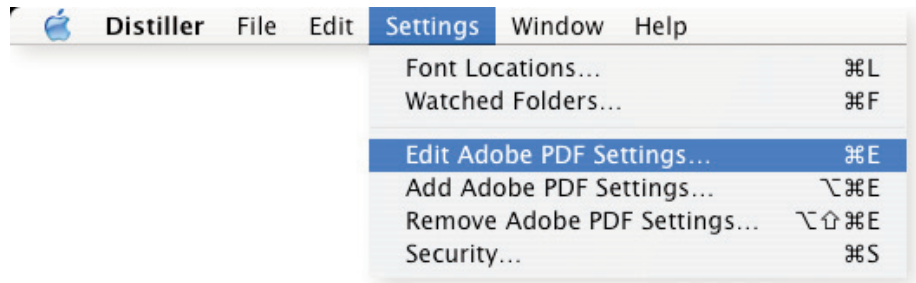 Distiller File Edit Settings Window Help
Font Locations... ⌘L
Watched Folders... ⌘F
Edit Adobe PDF Settings... ⌘E
Add Adobe PDF Settings... ⌥⌘E
Remove Adobe PDF Settings... ⌥⇧⌘E
Security... ⌘S